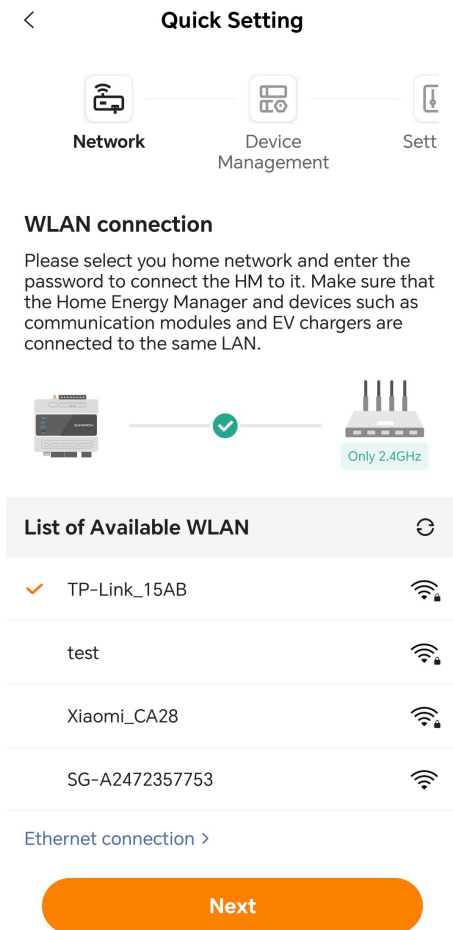 Quick Setting
Network
Device
Management
Sett
WLAN connection
Please select you home network and enter the
password to connect the HM to it. Make sure that
the Home Energy Manager and devices such as
communication modules and EV chargers are
connected to the same LAN.
Only 2.4GHz
List of Available WLAN
TP-Link_15AB
test
Xiaomi_CA28
SG-A2472357753
Ethernet connection >
Next